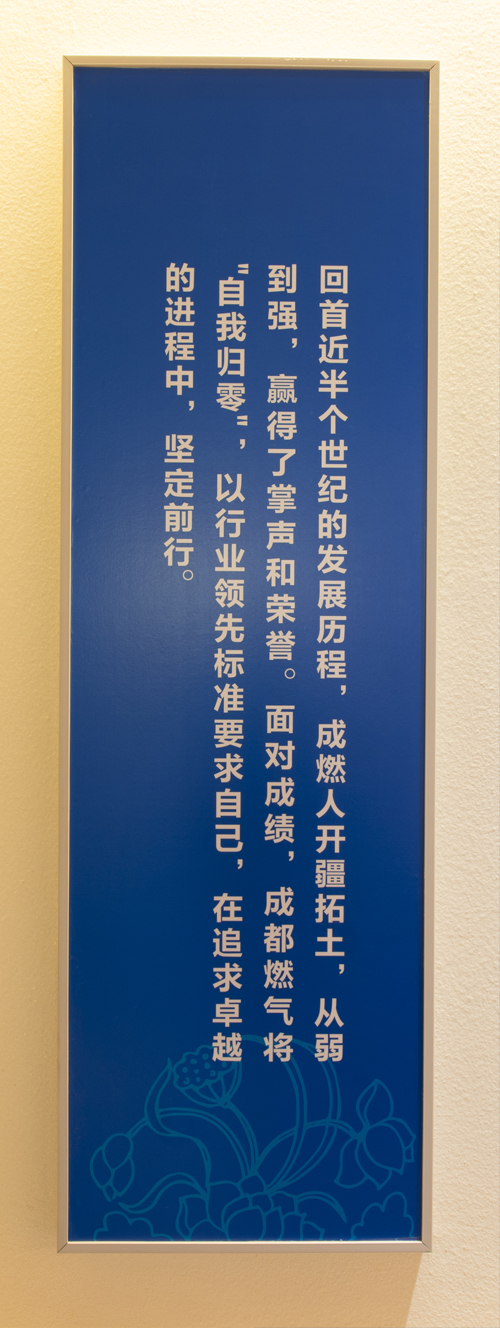 回首近半个世纪的发展历程，成燃人开疆拓土，从弱
到强，赢得了掌声和荣誉。面对成绩，成都燃气将
“自我归零”，以行业领先标准要求自己，在追求卓越
的进程中，坚定前行。